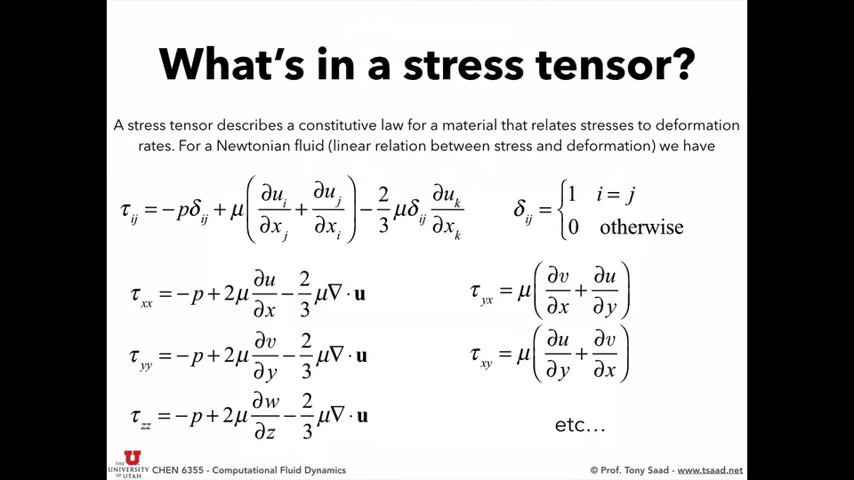 What's in a stress tensor?
A stress tensor describes a constitutive law for a material that relates stresses to deformation
rates. For a Newtonian fluid (linear relation between stress and deformation) we have
τ_ij = −pδ_ij + μ(∂u_i/∂x_j + ∂u_j/∂x_i) − 2/3 μδ_ij ∂u_k/∂x_k
δ_ij = {1 i = j
0 otherwise
τ_xx = −p + 2μ ∂u/∂x − 2/3 μ∇ · u
τ_yx = μ(∂v/∂x + ∂u/∂y)
τ_yy = −p + 2μ ∂v/∂y − 2/3 μ∇ · u
τ_xy = μ(∂u/∂y + ∂v/∂x)
τ_zz = −p + 2μ ∂w/∂z − 2/3 μ∇ · u
etc…
THE
U
UNIVERSITY
OF UTAH
CHEN 6355 - Computational Fluid Dynamics
© Prof. Tony Saad - www.tsaad.net